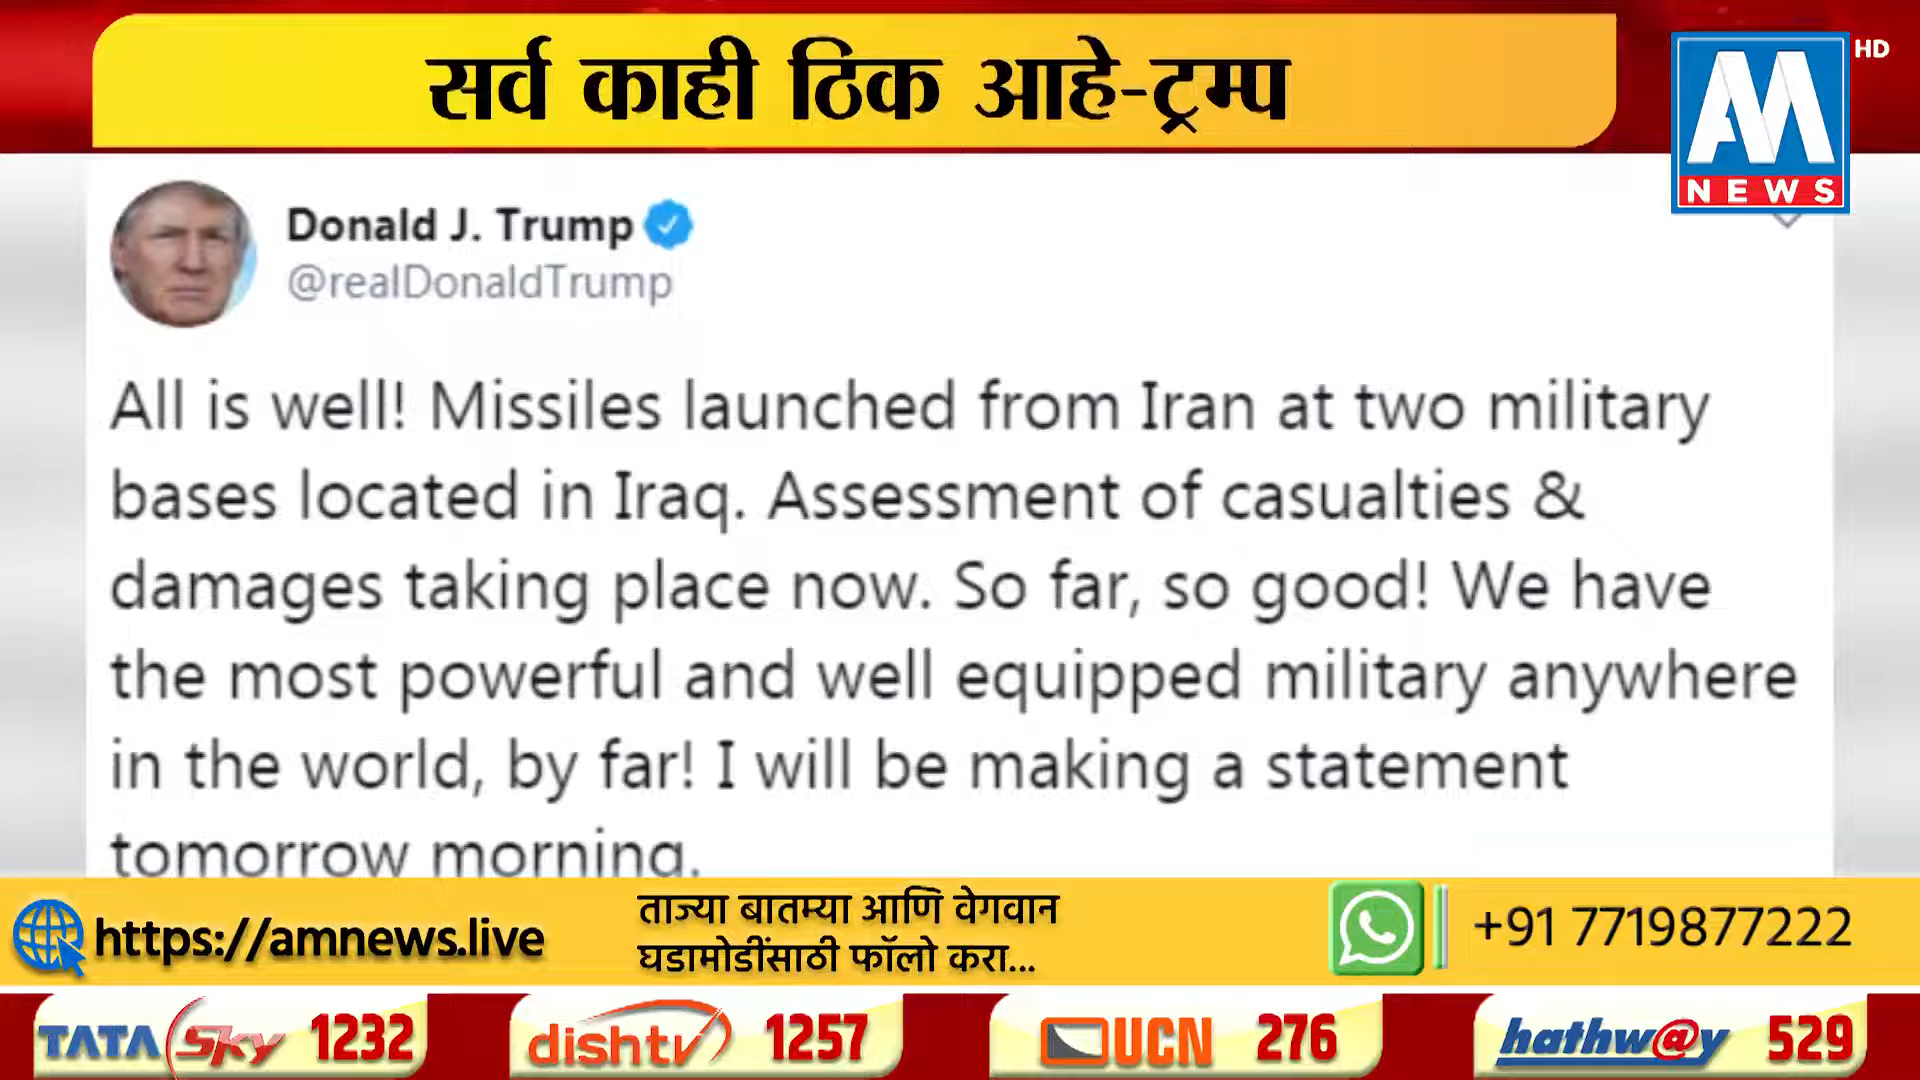 सर्व काही ठिक आहे-ट्रम्प
HD
AM
NEWS
Donald J. Trump
@realDonaldTrump
All is well! Missiles launched from Iran at two military
bases located in Iraq. Assessment of casualties &
damages taking place now. So far, so good! We have
the most powerful and well equipped military anywhere
in the world, by far! I will be making a statement
tomorrow morning.
https://amnews.live
ताज्या बातम्या आणि वेगवान
घडामोडींसाठी फॉलो करा...
+91 7719877222
TATA Sky 1232
dishtv 1257
UCN 276
hathw@y 529